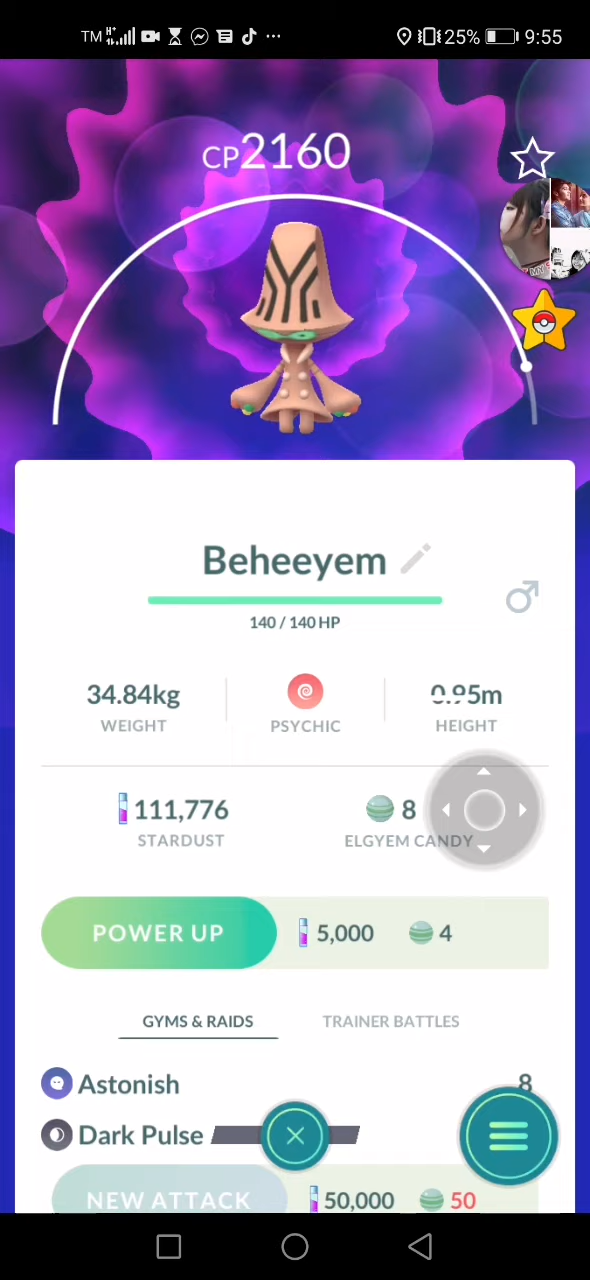 TM 25% 9:55
CP2160
Beheeyem
140 / 140 HP
34.84kg 0.95m
WEIGHT PSYCHIC HEIGHT
111,776 8
STARDUST ELGYEM CANDY
POWER UP 5,000 4
GYMS & RAIDS TRAINER BATTLES
Astonish 8
Dark Pulse
NEW ATTACK 50,000 50